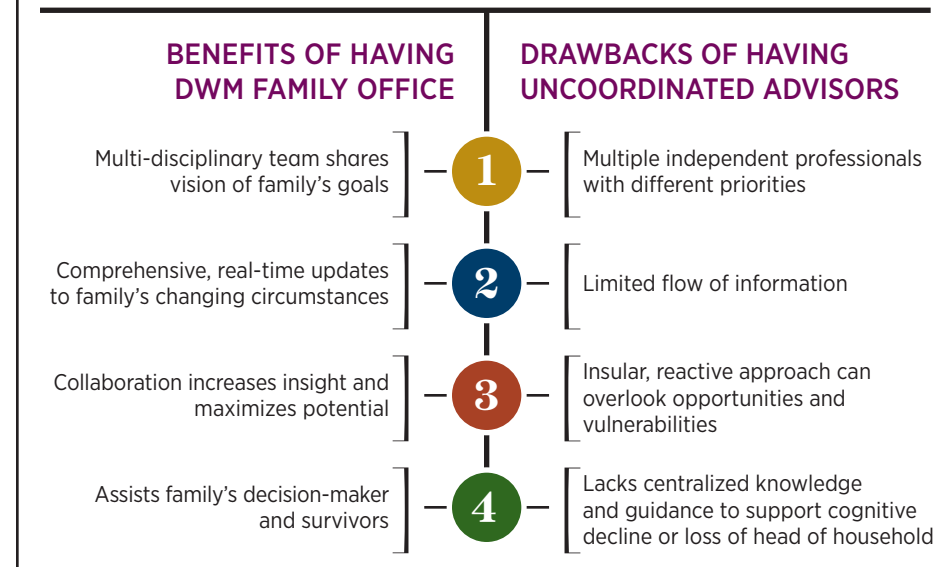 BENEFITS OF HAVING
DWM FAMILY OFFICE
DRAWBACKS OF HAVING
UNCOORDINATED ADVISORS
Multi-disciplinary team shares
vision of family's goals
1
Multiple independent professionals
with different priorities
Comprehensive, real-time updates
to family's changing circumstances
2
Limited flow of information
Collaboration increases insight and
maximizes potential
3
Insular, reactive approach can
overlook opportunities and
vulnerabilities
Assists family's decision-maker
and survivors
4
Lacks centralized knowledge
and guidance to support cognitive
decline or loss of head of household